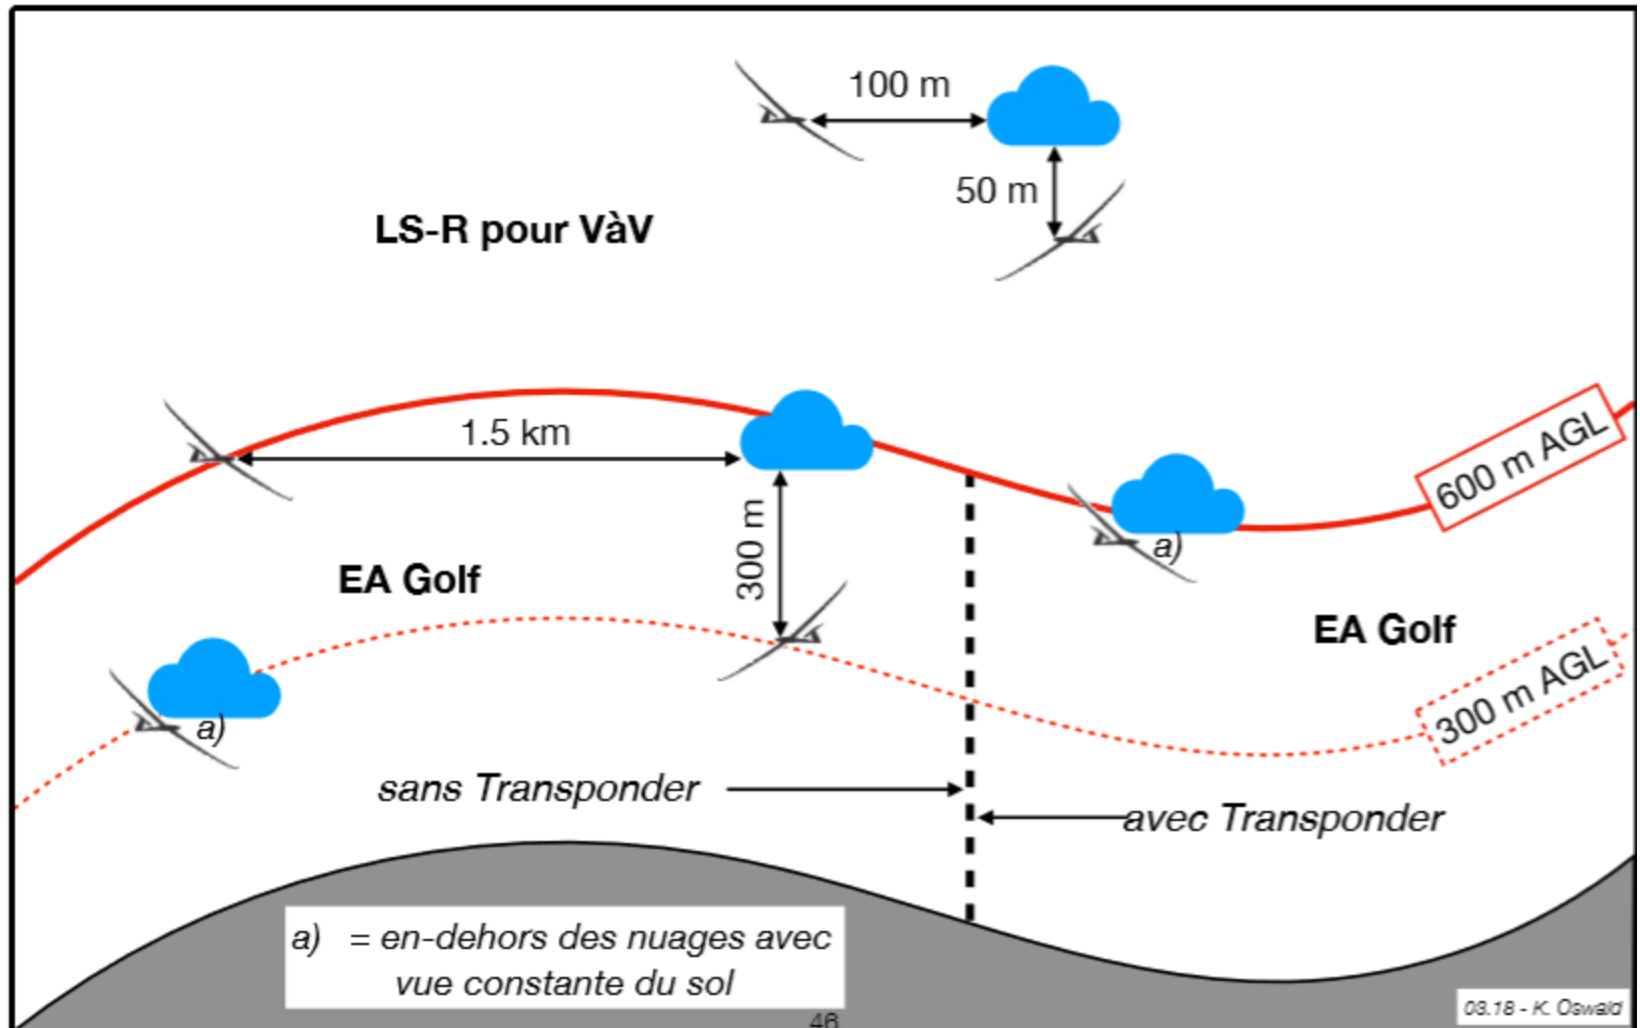 100 m
50 m
LS-R pour VàV
1.5 km
600 m AGL
300 m
a)
EA Golf
EA Golf
300 m AGL
a)
sans Transponder
avec Transponder
a) = en-dehors des nuages avec
vue constante du sol
03.18 - K. Oswald
46